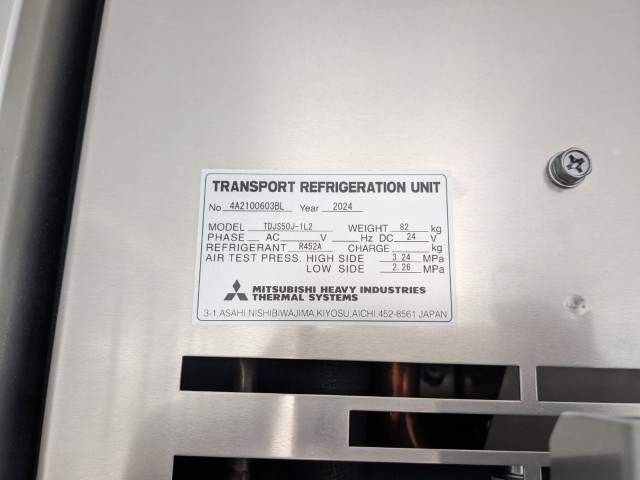 TRANSPORT REFRIGERATION UNIT
No. 4A2100603BL Year 2024
MODEL TDJS50J-1L2 WEIGHT 82 kg
PHASE AC V Hz DC 24 V
REFRIGERANT R452A CHARGE kg
AIR TEST PRESS. HIGH SIDE 3.24 MPa
LOW SIDE 2.26 MPa
MITSUBISHI HEAVY INDUSTRIES
THERMAL SYSTEMS
3-1, ASAHI, NISHIBIWAJIMA, KIYOSU, AICHI, 452-8561 JAPAN